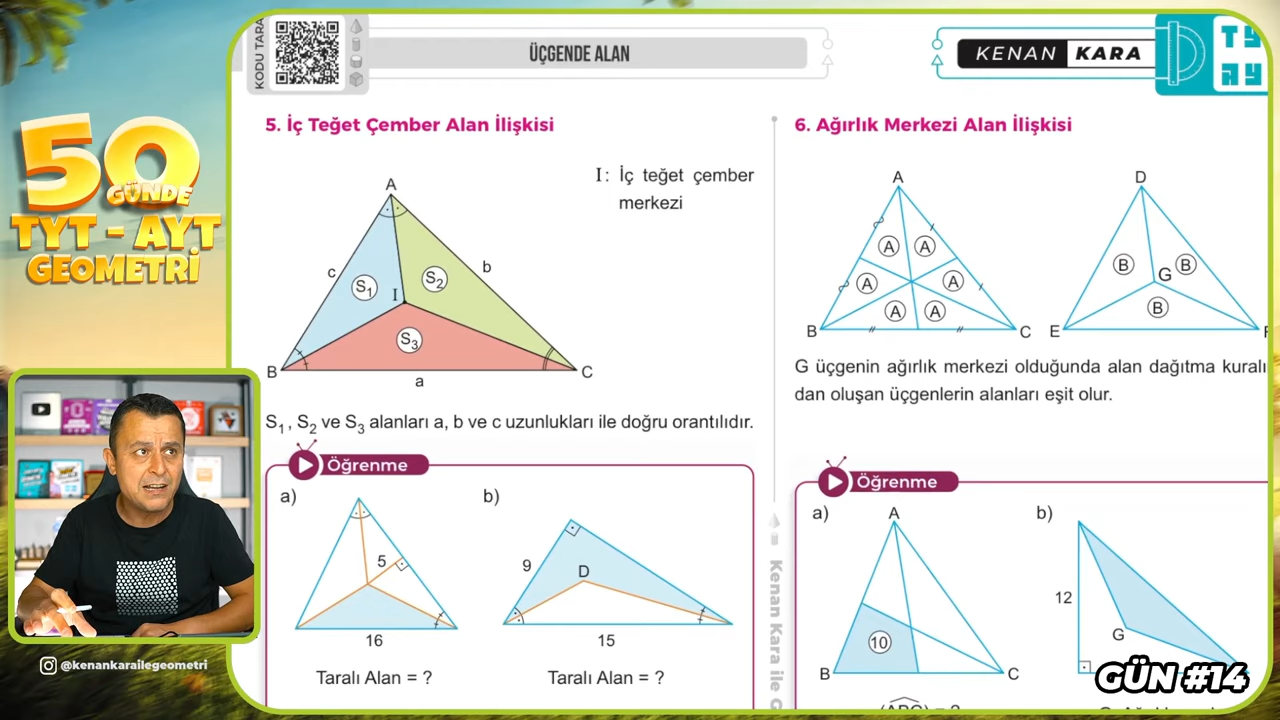 50
GÜNDE
TYT - AYT
GEOMETRİ
KODU TARA
ÜÇGENDE ALAN
KENAN KARA
TY
AY
5. İç Teğet Çember Alan İlişkisi
I: İç teğet çember
merkezi
A
c
b
S1
S2
I
S3
B
C
a
S1, S2 ve S3 alanları a, b ve c uzunlukları ile doğru orantılıdır.
Öğrenme
a)
5
16
Taralı Alan = ?
b)
9
D
15
Taralı Alan = ?
Kenan Kara ile G
6. Ağırlık Merkezi Alan İlişkisi
A
A A
A A
A A
B
C
D
B B
G
B
E
F
G üçgenin ağırlık merkezi olduğunda alan dağıtma kuralı
dan oluşan üçgenlerin alanları eşit olur.
Öğrenme
a)
A
10
B
C
b)
12
G
GÜN #14
@kenankarailegeometri